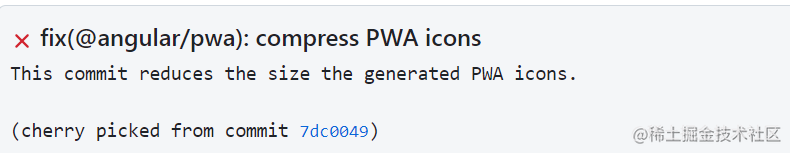 fix(@angular/pwa): compress PWA icons
This commit reduces the size the generated PWA icons.
(cherry picked from commit 7dc0049)
@稀土掘金技术社区